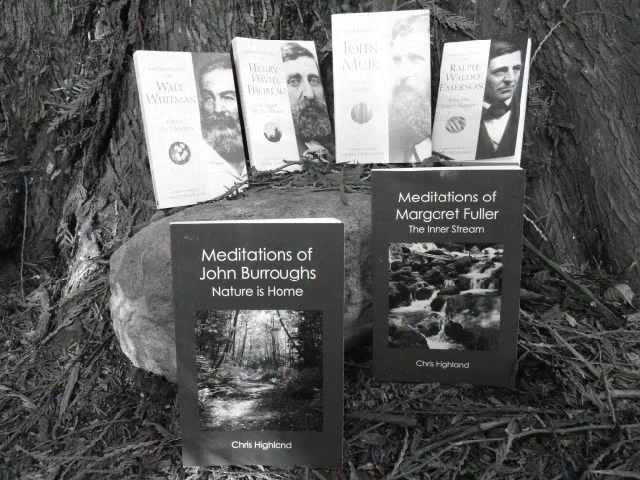 WALT
WHITMAN
HENRY
DAVID
THOREAU
JOHN
MUIR
RALPH
WALDO
EMERSON
Meditations of
Margaret Fuller
The Inner Stream
Chris Highland
Meditations of
John Burroughs
Nature is Home
Chris Highland